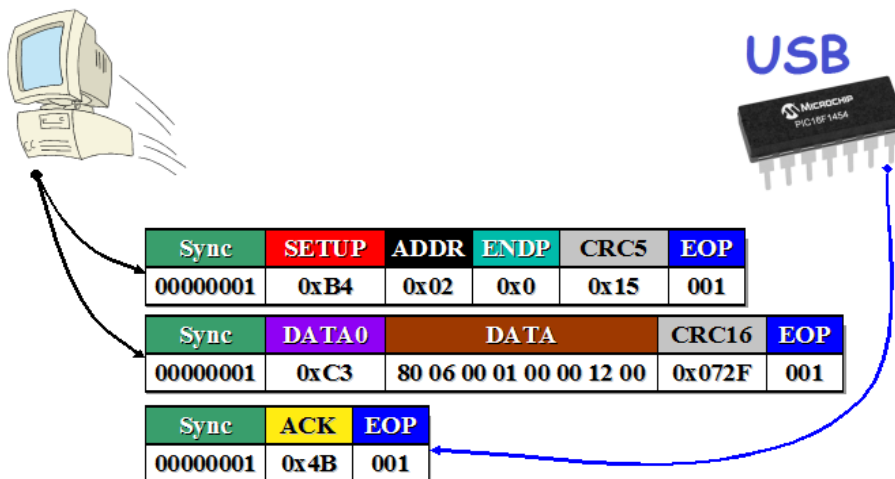 USB
MICROCHIP
PIC16F1454
Sync SETUP ADDR ENDP CRC5 EOP
00000001 0xB4 0x02 0x0 0x15 001
Sync DATA0 DATA CRC16 EOP
00000001 0xC3 80 06 00 01 00 00 12 00 0x072F 001
Sync ACK EOP
00000001 0x4B 001